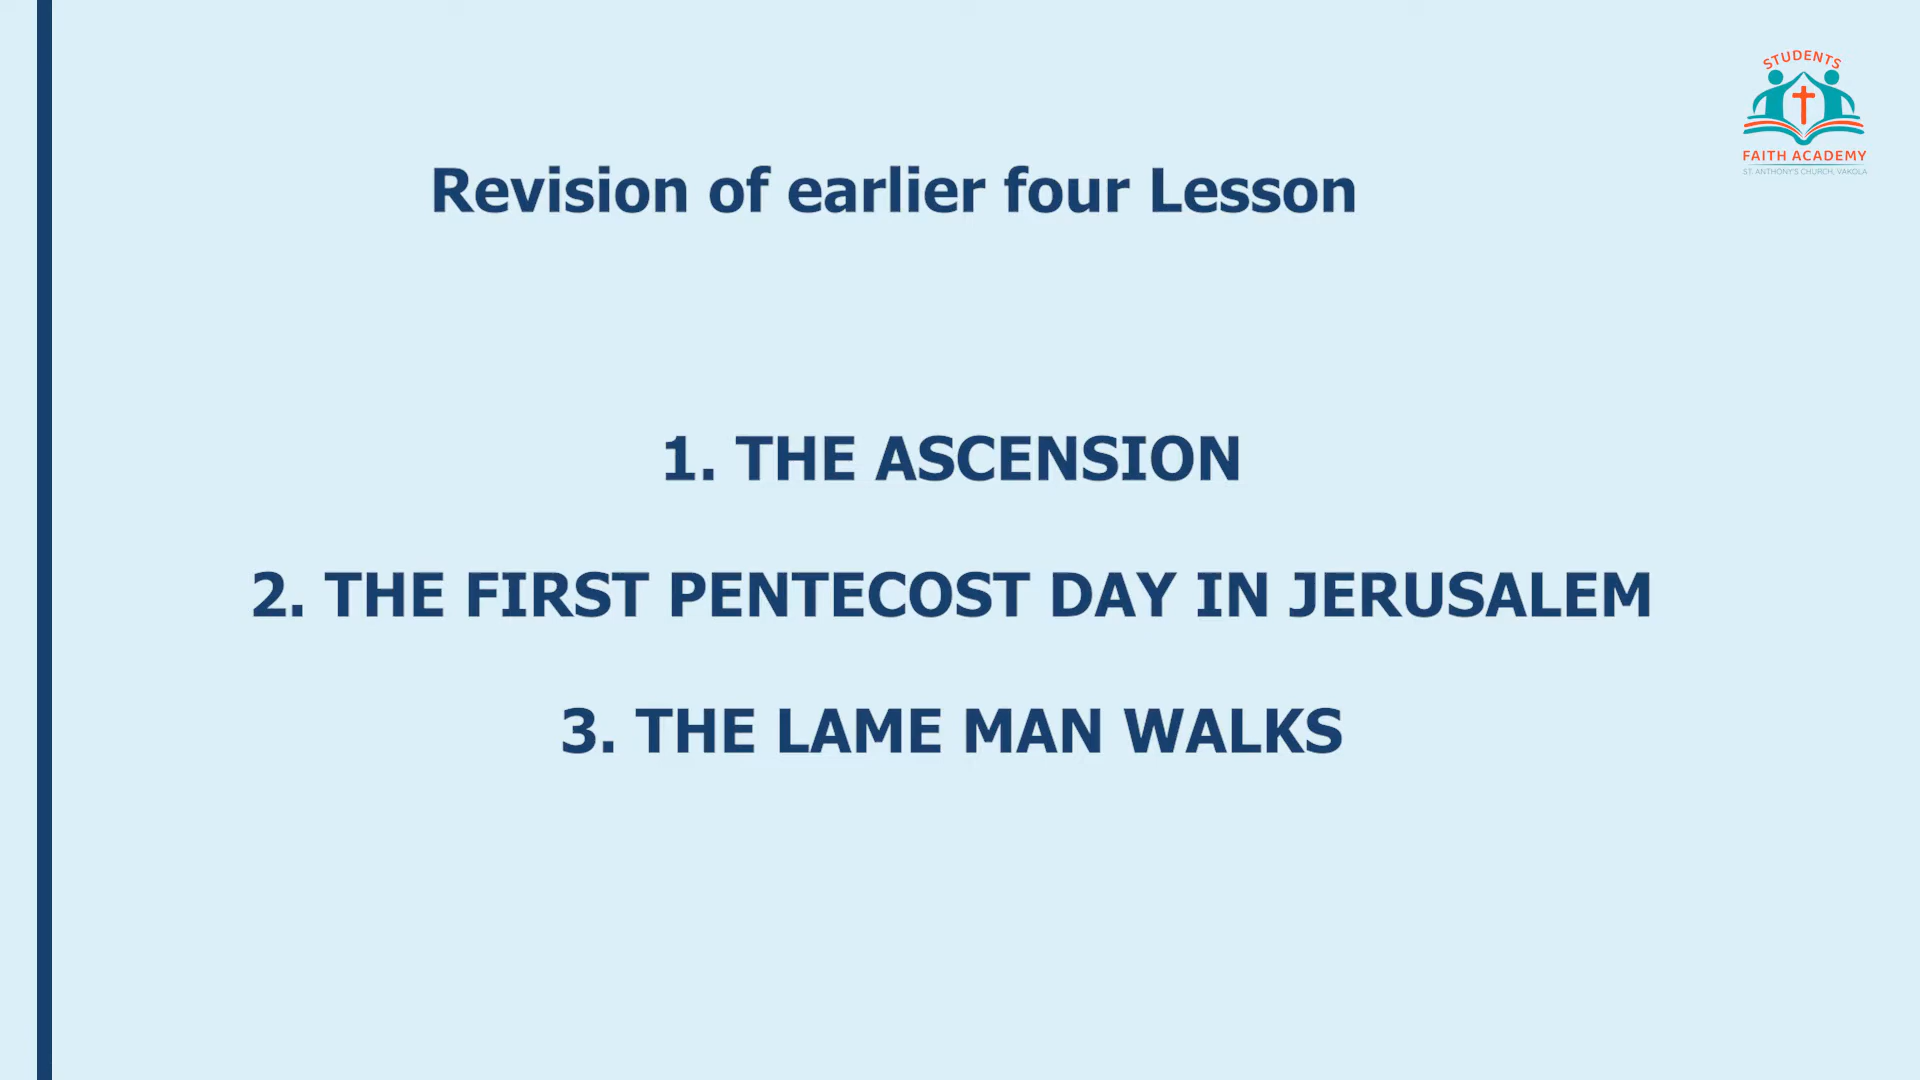 STUDENTS
FAITH ACADEMY
ST. ANTHONY'S CHURCH, VAKOLA
Revision of earlier four Lesson
1. THE ASCENSION
2. THE FIRST PENTECOST DAY IN JERUSALEM
3. THE LAME MAN WALKS